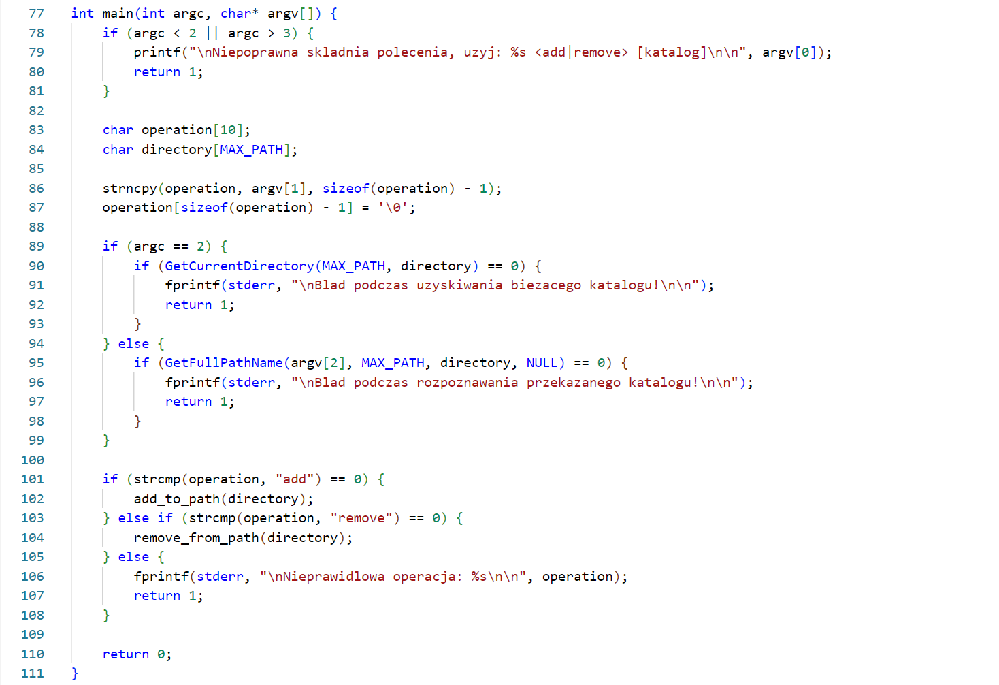 77 int main(int argc, char* argv[]) {
78 if (argc < 2 || argc > 3) {
79 printf("\nNiepoprawna skladnia polecenia, uzyj: %s <add|remove> [katalog]\n\n", argv[0]);
80 return 1;
81 }
82
83 char operation[10];
84 char directory[MAX_PATH];
85
86 strncpy(operation, argv[1], sizeof(operation) - 1);
87 operation[sizeof(operation) - 1] = '\0';
88
89 if (argc == 2) {
90 if (GetCurrentDirectory(MAX_PATH, directory) == 0) {
91 fprintf(stderr, "\nBlad podczas uzyskiwania biezacego katalogu!\n\n");
92 return 1;
93 }
94 } else {
95 if (GetFullPathName(argv[2], MAX_PATH, directory, NULL) == 0) {
96 fprintf(stderr, "\nBlad podczas rozpoznawania przekazanego katalogu!\n\n");
97 return 1;
98 }
99 }
100
101 if (strcmp(operation, "add") == 0) {
102 add_to_path(directory);
103 } else if (strcmp(operation, "remove") == 0) {
104 remove_from_path(directory);
105 } else {
106 fprintf(stderr, "\nNieprawidlowa operacja: %s\n\n", operation);
107 return 1;
108 }
109
110 return 0;
111 }